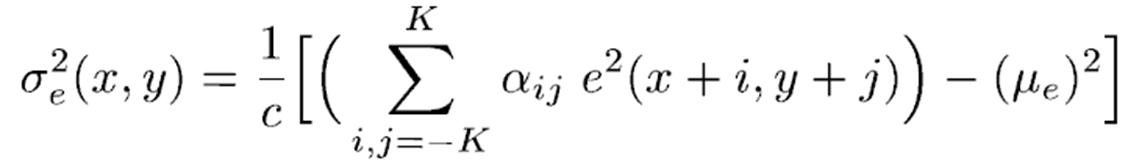 σ_e^2(x, y) = \frac{1}{c}\Big[\Big(\sum_{i,j=-K}^{K} α_{ij} e^2(x + i, y + j)\Big) − (μ_e)^2\Big]